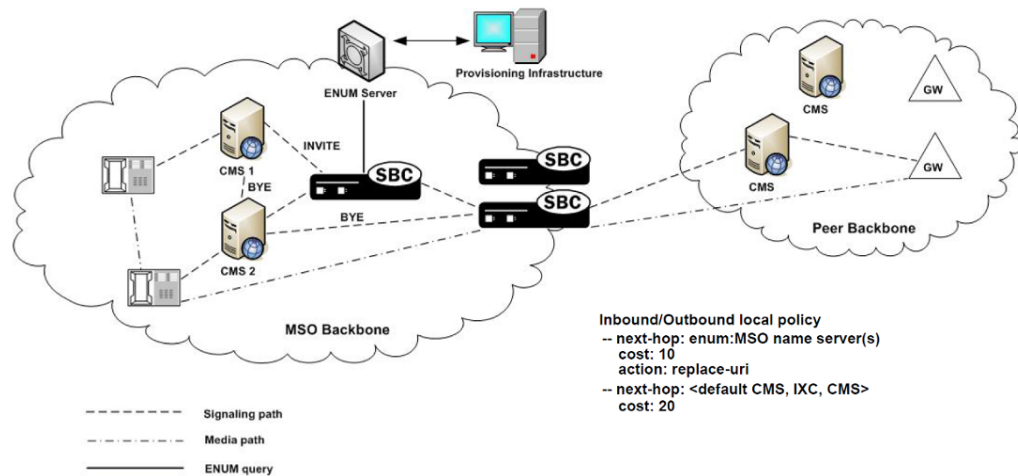 Provisioning Infrastructure
ENUM Server
CMS 1
INVITE
SBC
BYE
CMS 2
BYE
SBC
SBC
MSO Backbone
CMS
GW
CMS
GW
Peer Backbone
Inbound/Outbound local policy
-- next-hop: enum:MSO name server(s)
cost: 10
action: replace-uri
-- next-hop: <default CMS, IXC, CMS>
cost: 20
Signaling path
Media path
ENUM query